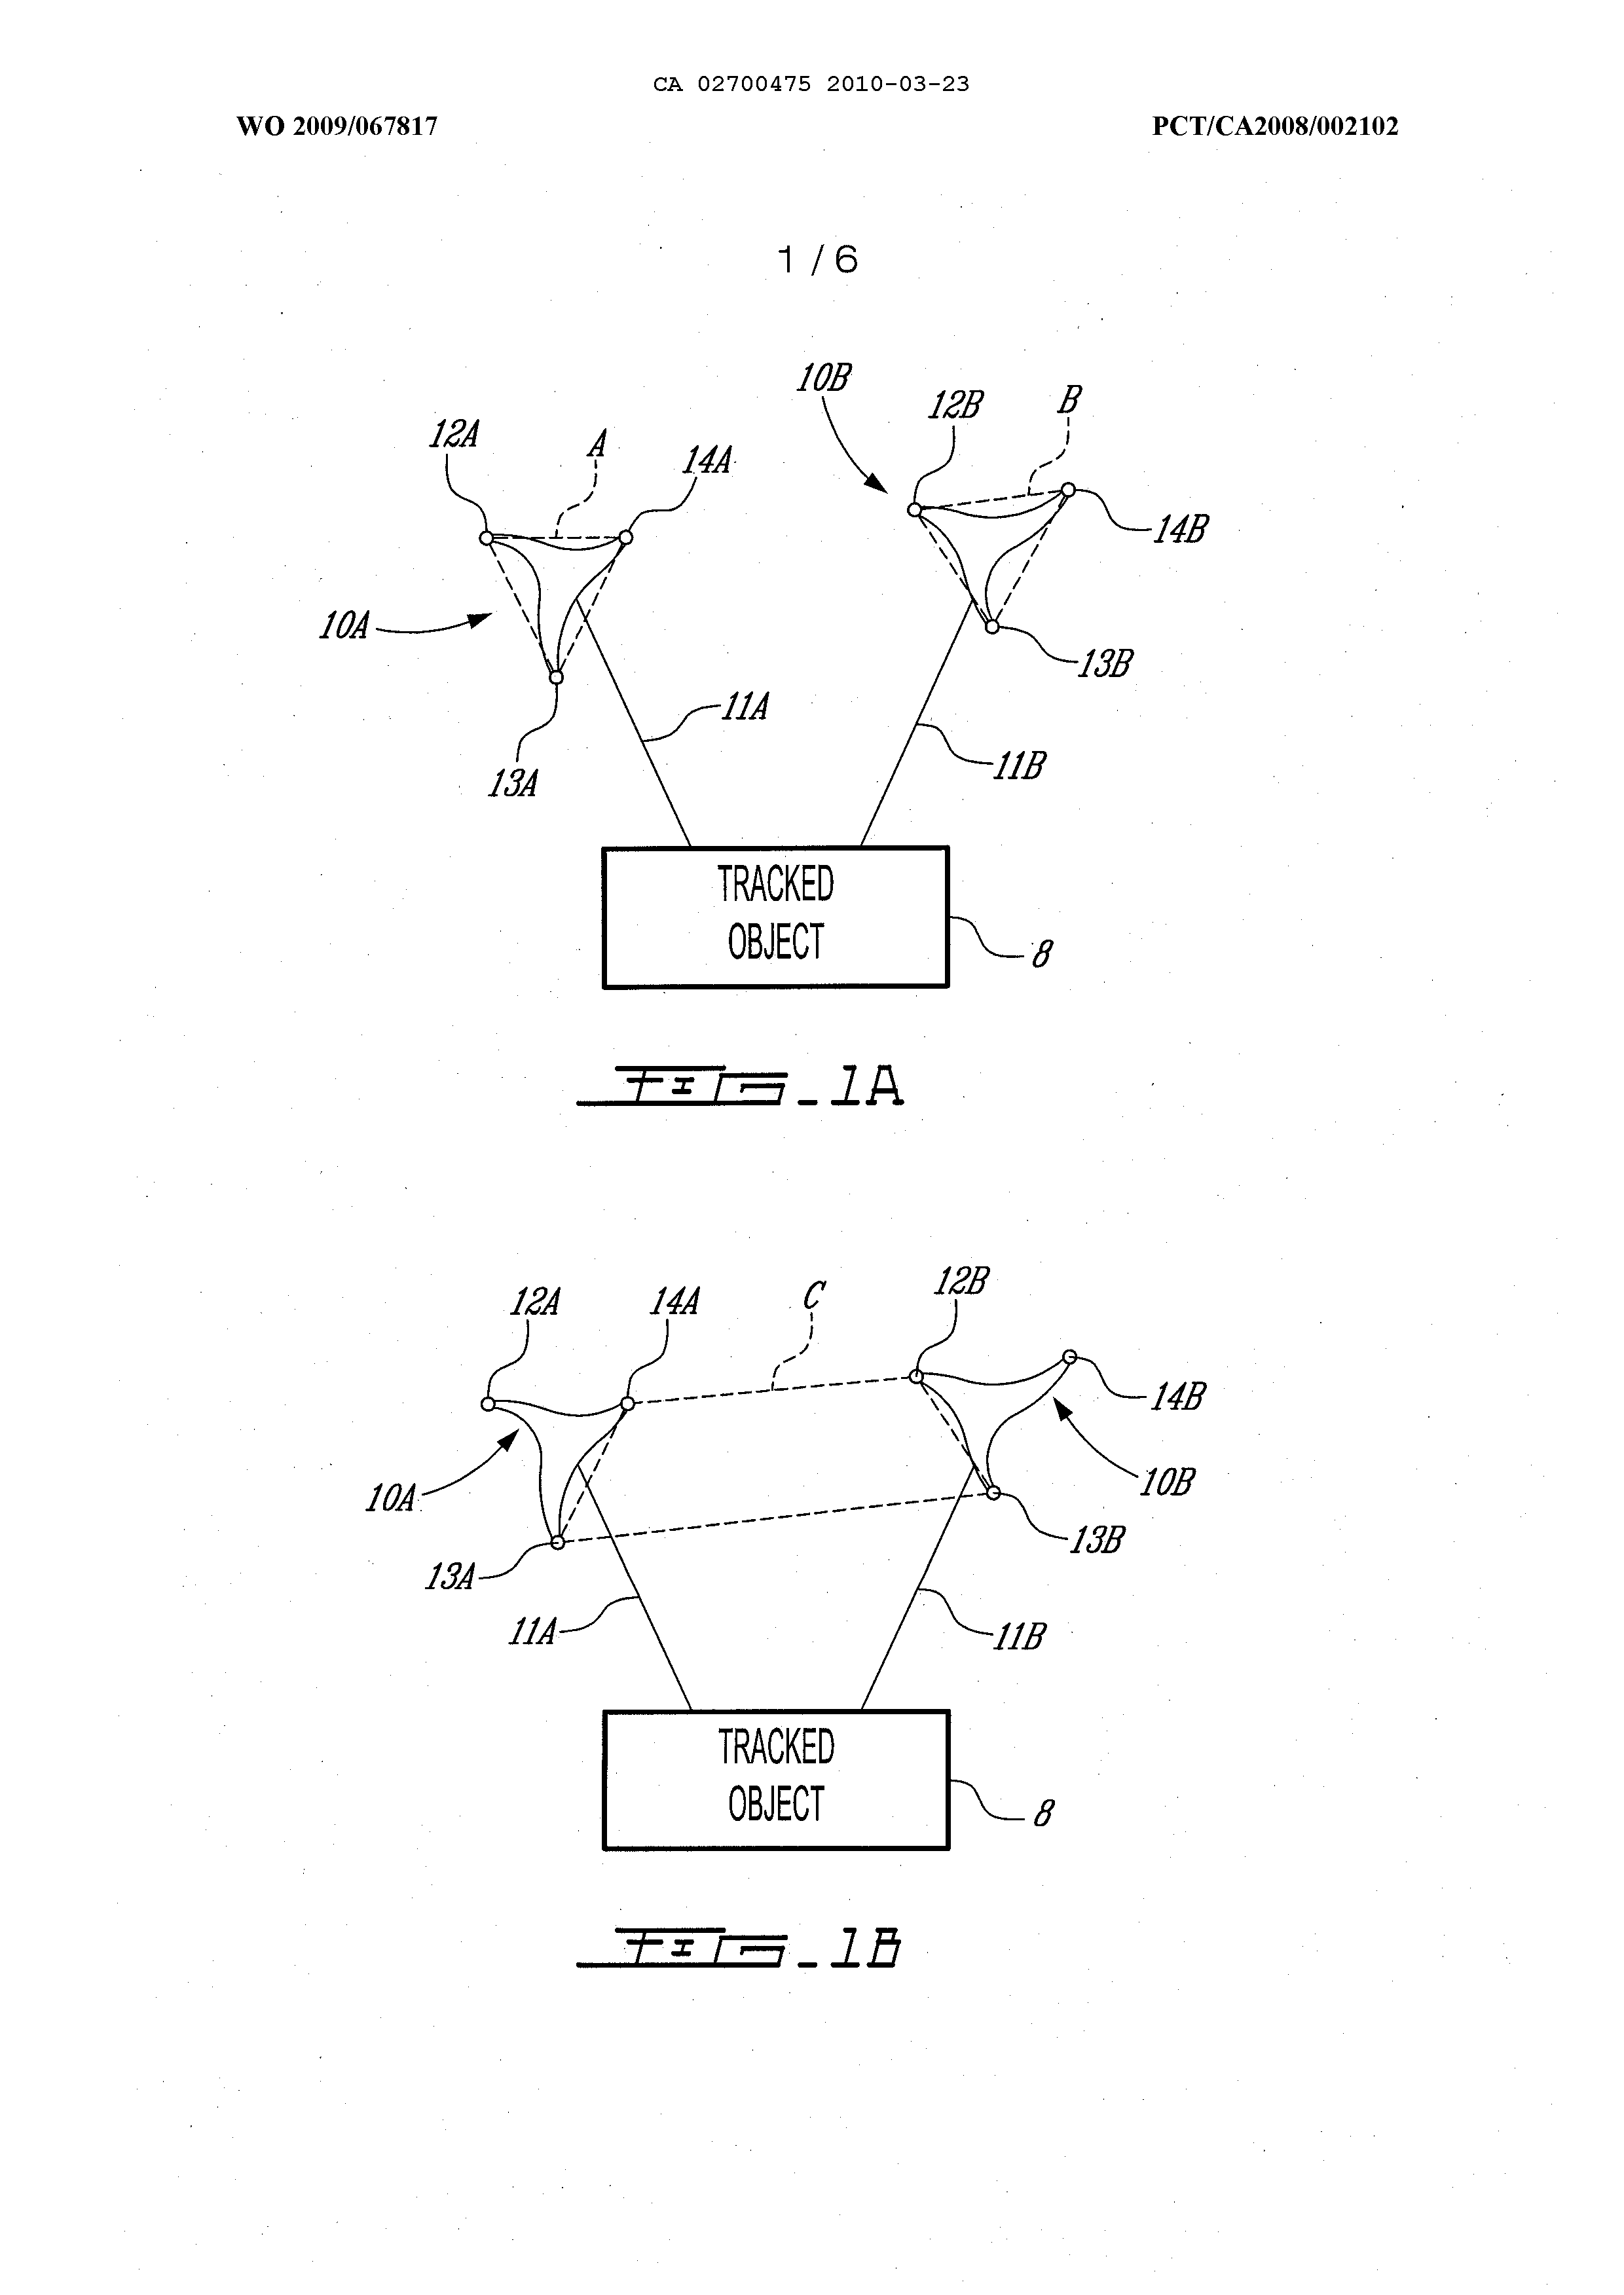 CA 02700475 2010-03-23
WO 2009/067817 PCT/CA2008/002102
1/6
10B
12B
B
12A
A
14A
14B
10A
13B
11A
11B
13A
TRACKED
OBJECT
8
FIG_1A
12B
12A
14A
C
14B
10A
10B
13A
13B
11A
11B
TRACKED
OBJECT
8
FIG_1B